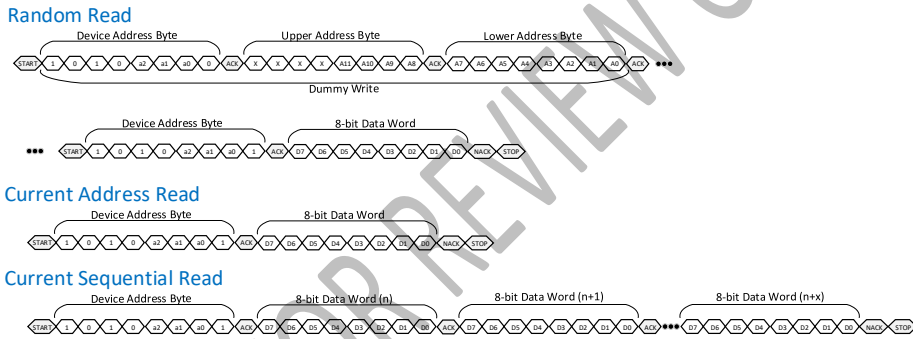 Random Read
Device Address Byte Upper Address Byte Lower Address Byte
START 1 0 1 0 a2 a1 a0 0 ACK X X X X A11 A10 A9 A8 ACK A7 A6 A5 A4 A3 A2 A1 A0 ACK •••
Dummy Write
Device Address Byte 8-bit Data Word
••• START 1 0 1 0 a2 a1 a0 1 ACK D7 D6 D5 D4 D3 D2 D1 D0 NACK STOP
Current Address Read
Device Address Byte 8-bit Data Word
START 1 0 1 0 a2 a1 a0 1 ACK D7 D6 D5 D4 D3 D2 D1 D0 NACK STOP
Current Sequential Read
Device Address Byte 8-bit Data Word (n) 8-bit Data Word (n+1) 8-bit Data Word (n+x)
START 1 0 1 0 a2 a1 a0 1 ACK D7 D6 D5 D4 D3 D2 D1 D0 ACK D7 D6 D5 D4 D3 D2 D1 D0 ACK ••• D7 D6 D5 D4 D3 D2 D1 D0 NACK STOP
OR REVIEW